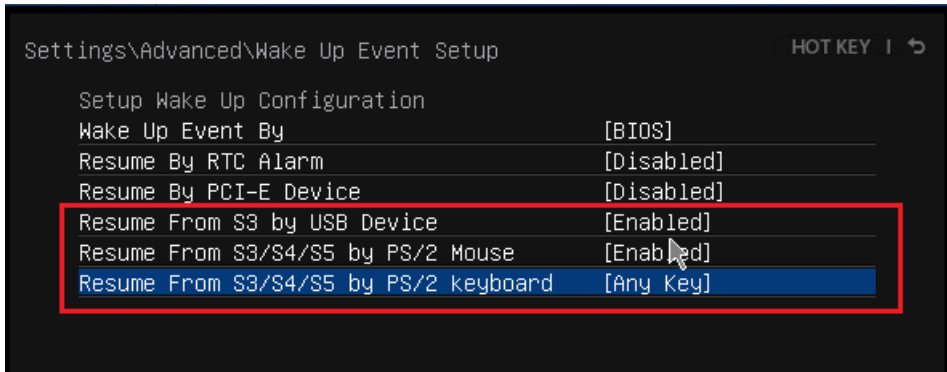 Settings\Advanced\Wake Up Event Setup HOT KEY |
Setup Wake Up Configuration
Wake Up Event By [BIOS]
Resume By RTC Alarm [Disabled]
Resume By PCI-E Device [Disabled]
Resume From S3 by USB Device [Enabled]
Resume From S3/S4/S5 by PS/2 Mouse [Enabled]
Resume From S3/S4/S5 by PS/2 keyboard [Any Key]